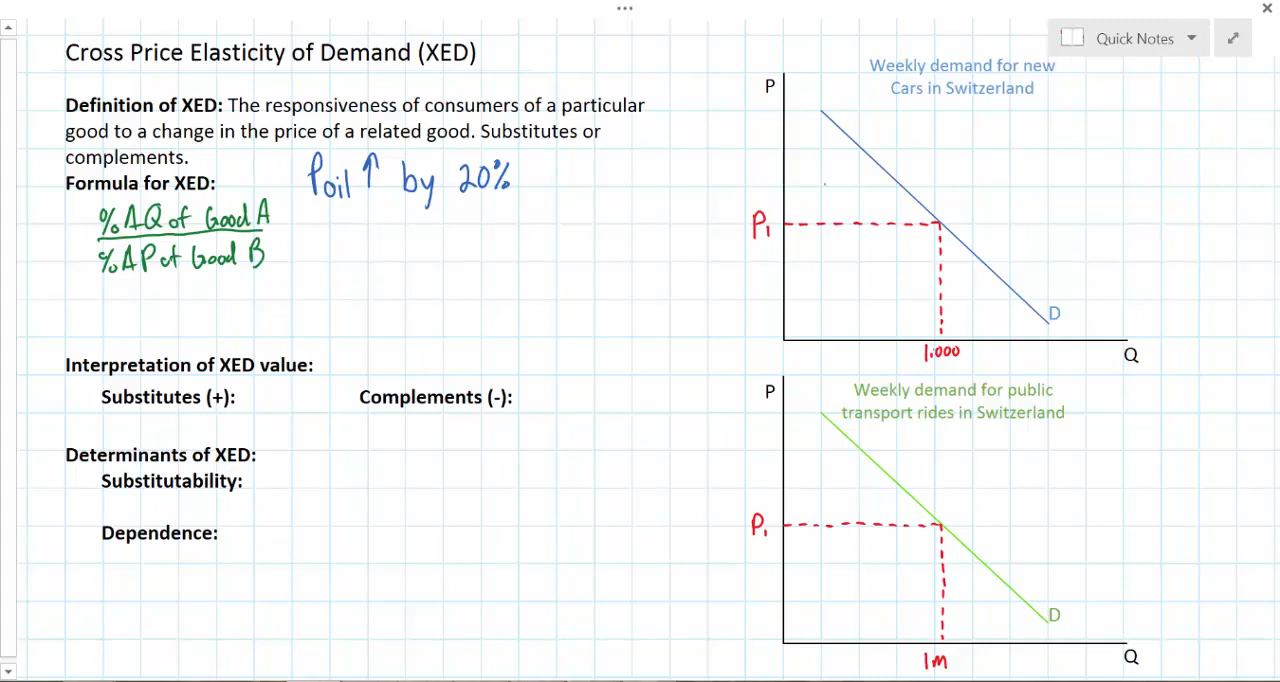 Quick Notes
Cross Price Elasticity of Demand (XED)
Definition of XED: The responsiveness of consumers of a particular
good to a change in the price of a related good. Substitutes or
complements.
Poil ↑ by 20%
Formula for XED:
%ΔQ of Good A
%ΔP of Good B
Interpretation of XED value:
Substitutes (+): Complements (-):
Determinants of XED:
Substitutability:
Dependence:
Weekly demand for new
Cars in Switzerland
P
P₁
D
1.000
Q
Weekly demand for public
transport rides in Switzerland
P
P₁
D
1M
Q